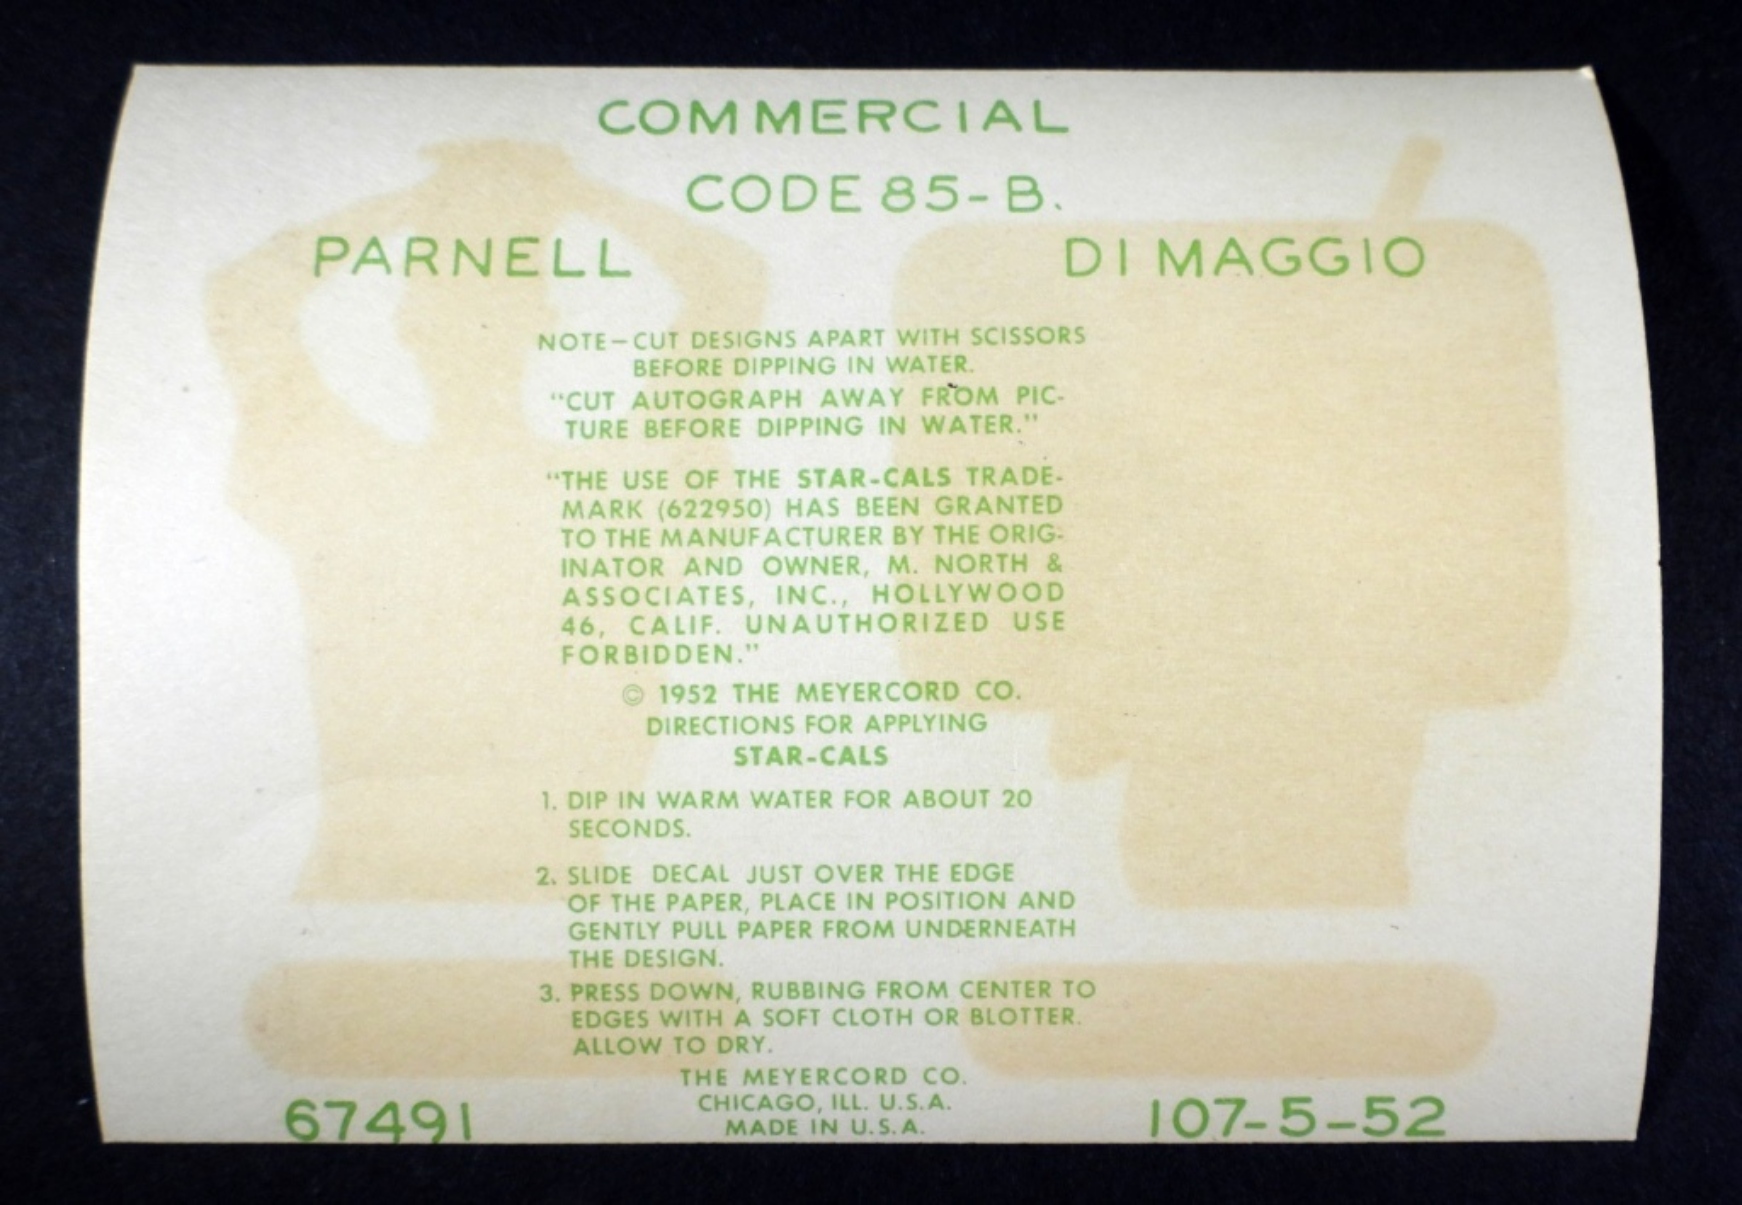 COMMERCIAL
CODE 85-B.
PARNELL DI MAGGIO
NOTE—CUT DESIGNS APART WITH SCISSORS
BEFORE DIPPING IN WATER.
"CUT AUTOGRAPH AWAY FROM PIC-
TURE BEFORE DIPPING IN WATER."
"THE USE OF THE STAR-CALS TRADE-
MARK (622950) HAS BEEN GRANTED
TO THE MANUFACTURER BY THE ORIG-
INATOR AND OWNER, M. NORTH &
ASSOCIATES, INC., HOLLYWOOD
46, CALIF. UNAUTHORIZED USE
FORBIDDEN."
© 1952 THE MEYERCORD CO.
DIRECTIONS FOR APPLYING
STAR-CALS
1. DIP IN WARM WATER FOR ABOUT 20
SECONDS.
2. SLIDE DECAL JUST OVER THE EDGE
OF THE PAPER, PLACE IN POSITION AND
GENTLY PULL PAPER FROM UNDERNEATH
THE DESIGN.
3. PRESS DOWN, RUBBING FROM CENTER TO
EDGES WITH A SOFT CLOTH OR BLOTTER.
ALLOW TO DRY.
THE MEYERCORD CO.
CHICAGO, ILL. U.S.A.
MADE IN U.S.A.
67491 107-5-52